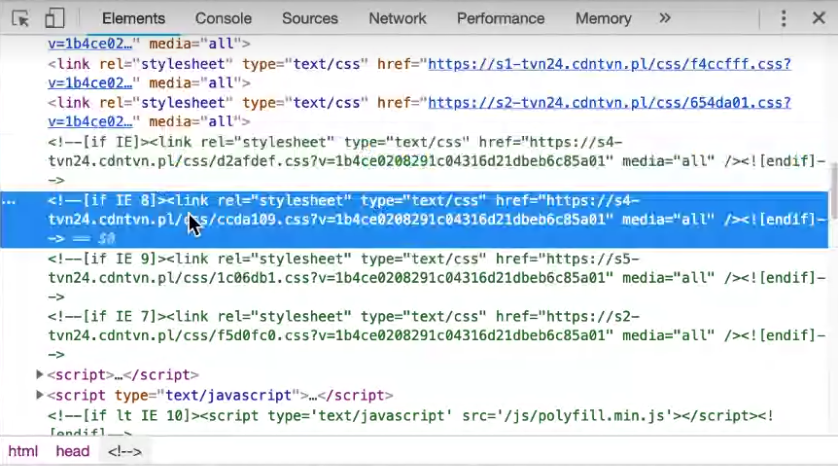 Elements Console Sources Network Performance Memory »
v=1b4ce02…" media="all">
<link rel="stylesheet" type="text/css" href="https://s1-tvn24.cdntvn.pl/css/f4ccfff.css?
v=1b4ce02…" media="all">
<link rel="stylesheet" type="text/css" href="https://s2-tvn24.cdntvn.pl/css/654da01.css?
v=1b4ce02…" media="all">
<!--[if IE]><link rel="stylesheet" type="text/css" href="https://s4-
tvn24.cdntvn.pl/css/d2afdef.css?v=1b4ce0208291c04316d21dbeb6c85a01" media="all" /><![endif]-
->
… <!--[if IE 8]><link rel="stylesheet" type="text/css" href="https://s4-
tvn24.cdntvn.pl/css/ccda109.css?v=1b4ce0208291c04316d21dbeb6c85a01" media="all" /><![endif]-
-> == $0
<!--[if IE 9]><link rel="stylesheet" type="text/css" href="https://s5-
tvn24.cdntvn.pl/css/1c06db1.css?v=1b4ce0208291c04316d21dbeb6c85a01" media="all" /><![endif]-
->
<!--[if IE 7]><link rel="stylesheet" type="text/css" href="https://s2-
tvn24.cdntvn.pl/css/f5d0fc0.css?v=1b4ce0208291c04316d21dbeb6c85a01" media="all" /><![endif]-
->
<script>…</script>
<script type="text/javascript">…</script>
<!--[if lt IE 10]><script type='text/javascript' src='/js/polyfill.min.js'></script><!
[endif]-->
html head <!-->